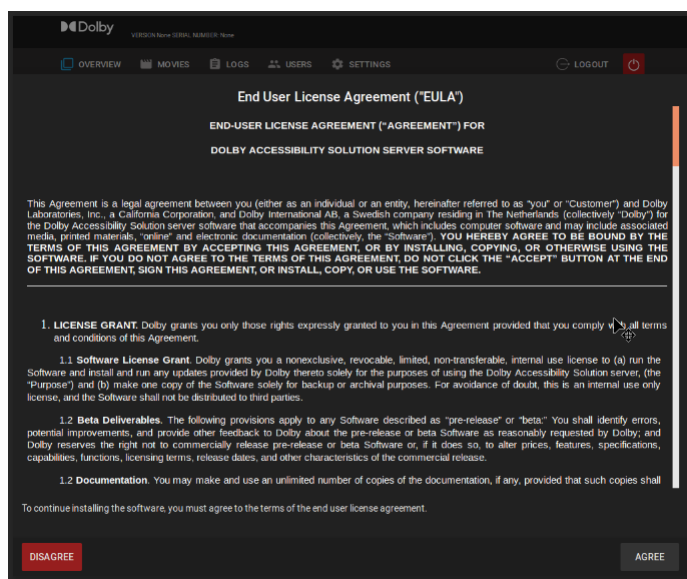 Dolby
VERSION None SERIAL NUMBER: None
OVERVIEW MOVIES LOGS USERS SETTINGS LOGOUT
End User License Agreement ("EULA")
END-USER LICENSE AGREEMENT (“AGREEMENT”) FOR
DOLBY ACCESSIBILITY SOLUTION SERVER SOFTWARE
This Agreement is a legal agreement between you (either as an individual or an entity, hereinafter referred to as “you” or “Customer”) and Dolby
Laboratories, Inc., a California Corporation, and Dolby International AB, a Swedish company residing in The Netherlands (collectively “Dolby”) for
the Dolby Accessibility Solution server software that accompanies this Agreement, which includes computer software and may include associated
media, printed materials, “online” and electronic documentation (collectively, the “Software”). YOU HEREBY AGREE TO BE BOUND BY THE
TERMS OF THIS AGREEMENT BY ACCEPTING THIS AGREEMENT, OR BY INSTALLING, COPYING, OR OTHERWISE USING THE
SOFTWARE. IF YOU DO NOT AGREE TO THE TERMS OF THIS AGREEMENT, DO NOT CLICK THE “ACCEPT” BUTTON AT THE END
OF THIS AGREEMENT, SIGN THIS AGREEMENT, OR INSTALL, COPY, OR USE THE SOFTWARE.
1. LICENSE GRANT. Dolby grants you only those rights expressly granted to you in this Agreement provided that you comply with all terms
and conditions of this Agreement.
1.1 Software License Grant. Dolby grants you a nonexclusive, revocable, limited, non-transferable, internal use license to (a) run the
Software and install and run any updates provided by Dolby thereto solely for the purposes of using the Dolby Accessibility Solution server, (the
“Purpose”) and (b) make one copy of the Software solely for backup or archival purposes. For avoidance of doubt, this is an internal use only
license, and the Software shall not be distributed to third parties.
1.2 Beta Deliverables. The following provisions apply to any Software described as “pre-release” or “beta:” You shall identify errors,
potential improvements, and provide other feedback to Dolby about the pre-release or beta Software as reasonably requested by Dolby; and
Dolby reserves the right not to commercially release pre-release or beta Software or, if it does so, to alter prices, features, specifications,
capabilities, functions, licensing terms, release dates, and other characteristics of the commercial release.
1.2 Documentation. You may make and use an unlimited number of copies of the documentation, if any, provided that such copies shall
To continue installing the software, you must agree to the terms of the end user license agreement.
DISAGREE AGREE